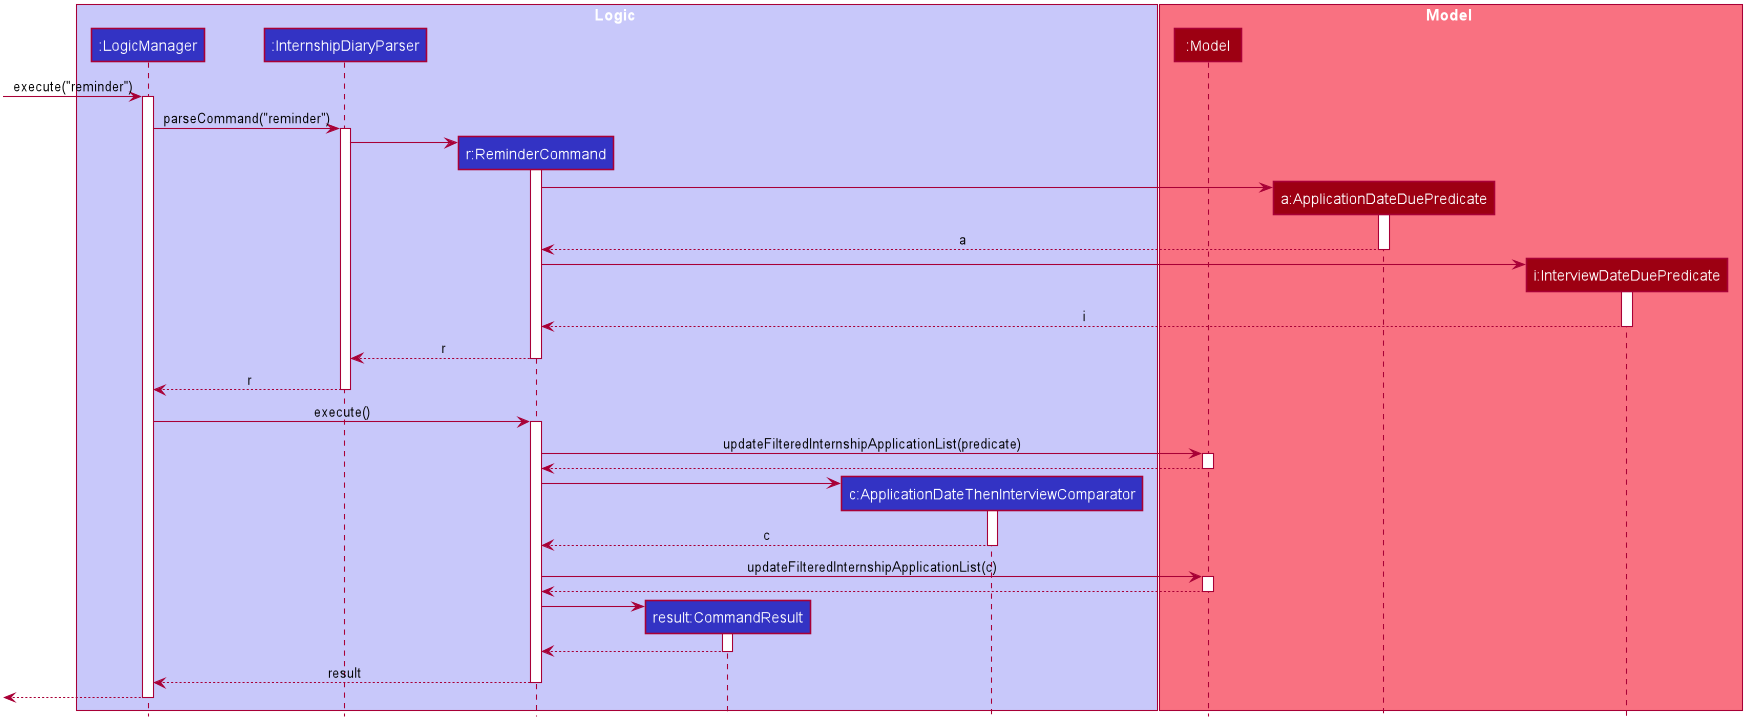 Logic
Model
:LogicManager
:InternshipDiaryParser
:Model
execute("reminder")
parseCommand("reminder")
r:ReminderCommand
a:ApplicationDateDuePredicate
a
i:InterviewDateDuePredicate
i
r
r
execute()
updateFilteredInternshipApplicationList(predicate)
c:ApplicationDateThenInterviewComparator
c
updateFilteredInternshipApplicationList(c)
result:CommandResult
result